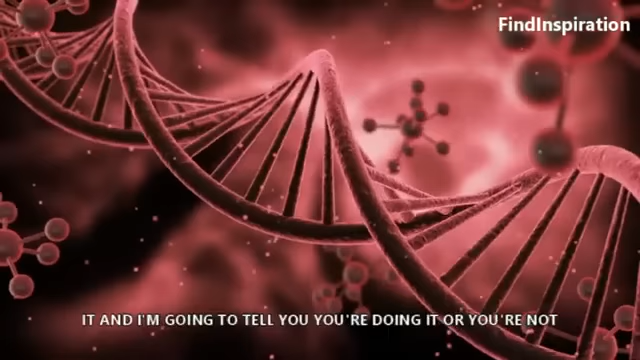 FindInspiration
IT AND I'M GOING TO TELL YOU YOU'RE DOING IT OR YOU'RE NOT